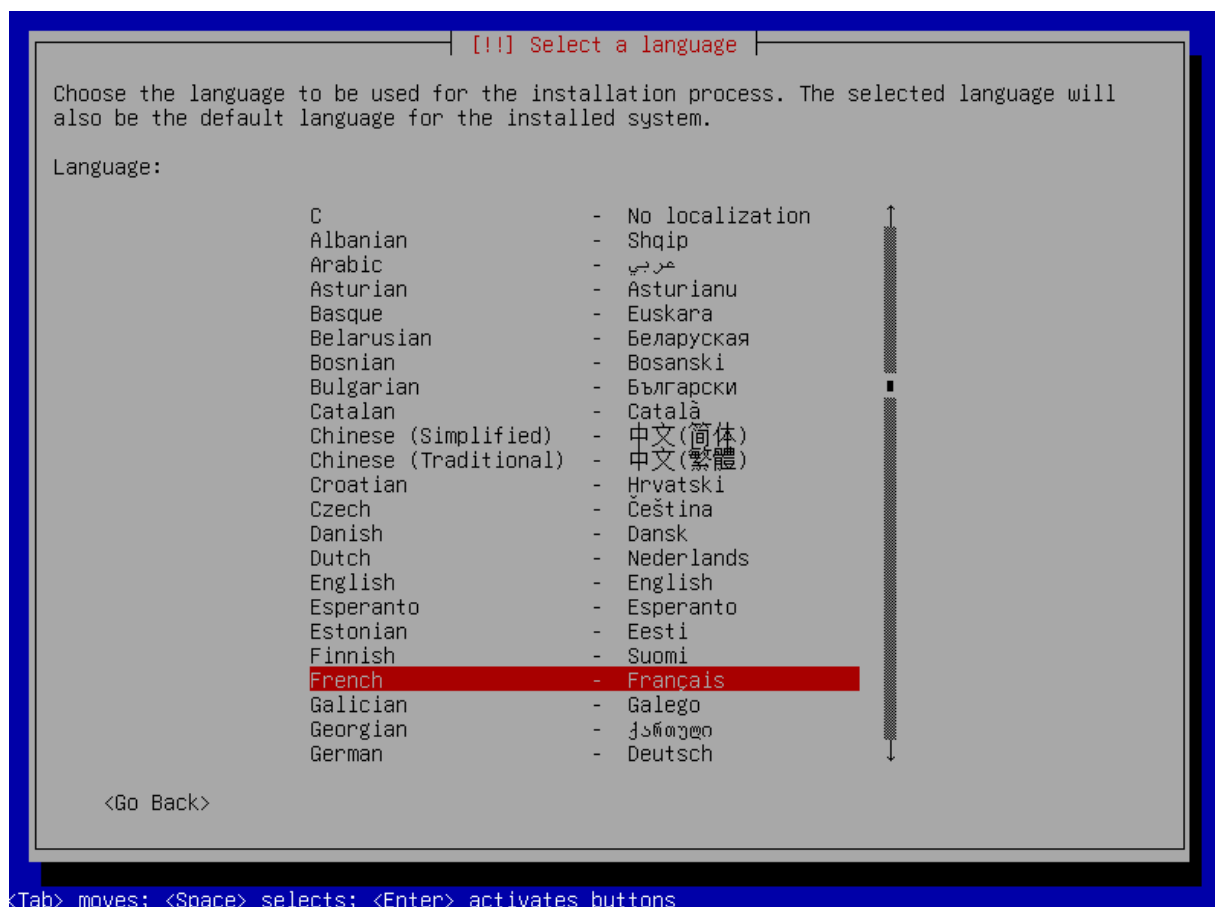 [!!] Select a language
Choose the language to be used for the installation process. The selected language will
also be the default language for the installed system.
Language:
C - No localization
Albanian - Shqip
Arabic - عربي
Asturian - Asturianu
Basque - Euskara
Belarusian - Беларуская
Bosnian - Bosanski
Bulgarian - Български
Catalan - Català
Chinese (Simplified) - 中文(简体)
Chinese (Traditional) - 中文(繁體)
Croatian - Hrvatski
Czech - Čeština
Danish - Dansk
Dutch - Nederlands
English - English
Esperanto - Esperanto
Estonian - Eesti
Finnish - Suomi
French - Français
Galician - Galego
Georgian - ქართული
German - Deutsch
<Go Back>
<Tab> moves; <Space> selects; <Enter> activates buttons